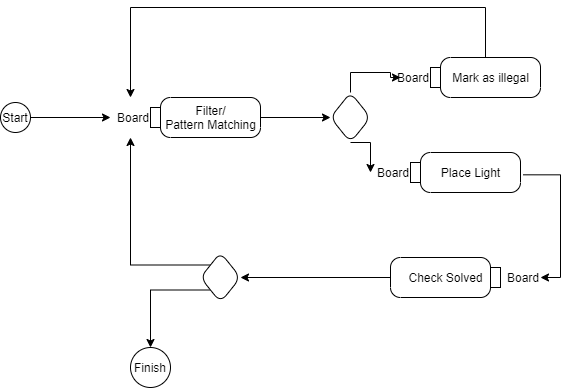 Board
Mark as illegal
Start
Board
Filter/
Pattern Matching
Board
Place Light
Check Solved
Board
Finish